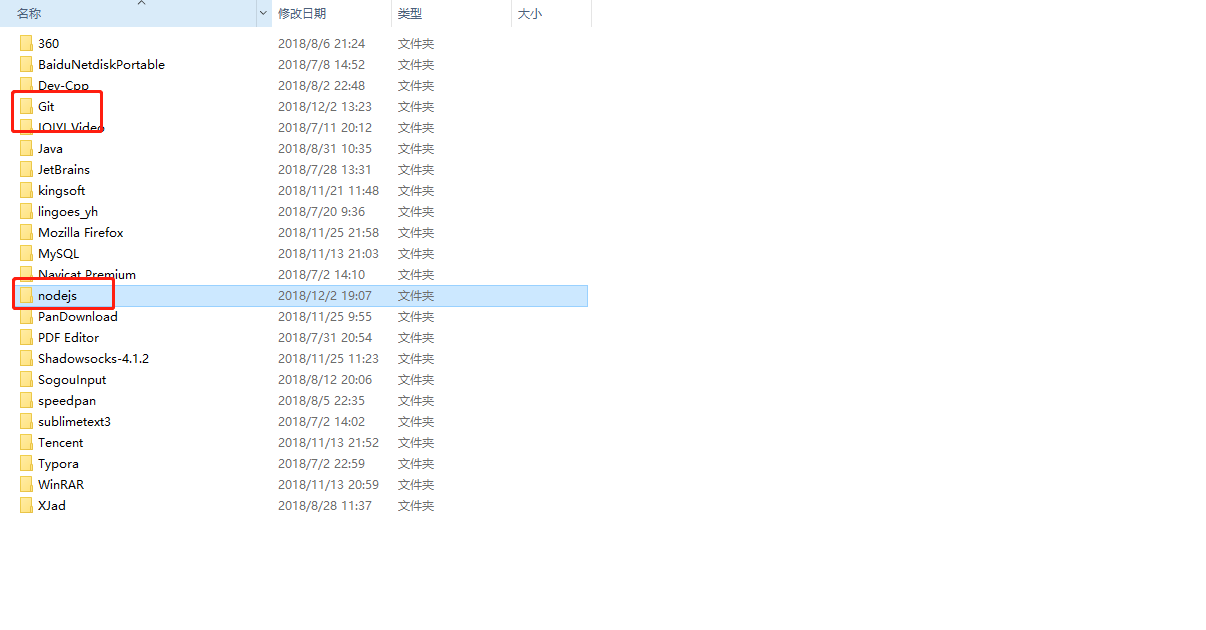 名称 修改日期 类型 大小
360 2018/8/6 21:24 文件夹
BaiduNetdiskPortable 2018/7/8 14:52 文件夹
Dev-Cpp 2018/8/2 22:48 文件夹
Git 2018/12/2 13:23 文件夹
IQIYI Video 2018/7/11 20:12 文件夹
Java 2018/8/31 10:35 文件夹
JetBrains 2018/7/28 13:31 文件夹
kingsoft 2018/11/21 11:48 文件夹
lingoes_yh 2018/7/20 9:36 文件夹
Mozilla Firefox 2018/11/25 21:58 文件夹
MySQL 2018/11/13 21:03 文件夹
Navicat Premium 2018/7/2 14:10 文件夹
nodejs 2018/12/2 19:07 文件夹
PanDownload 2018/11/25 9:55 文件夹
PDF Editor 2018/7/31 20:54 文件夹
Shadowsocks-4.1.2 2018/11/25 11:23 文件夹
SogouInput 2018/8/12 20:06 文件夹
speedpan 2018/8/5 22:35 文件夹
sublimetext3 2018/7/2 14:02 文件夹
Tencent 2018/11/13 21:52 文件夹
Typora 2018/7/2 22:59 文件夹
WinRAR 2018/11/13 20:59 文件夹
XJad 2018/8/28 11:37 文件夹